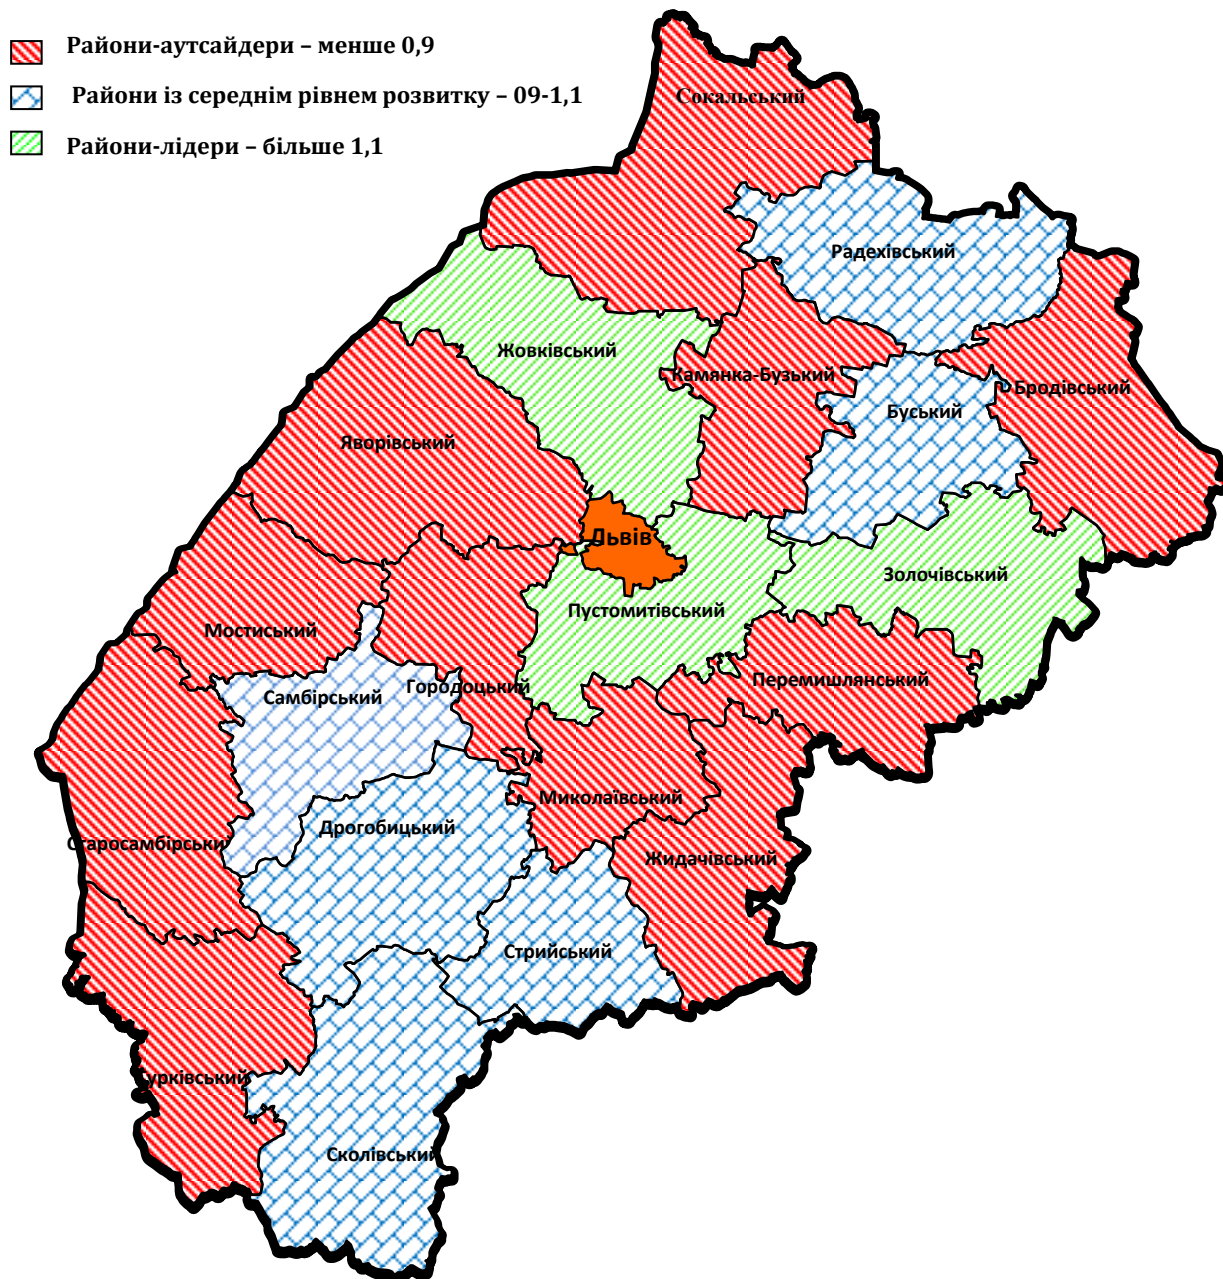 Райони-аутсайдери – менше 0,9
Райони із середнім рівнем розвитку – 09-1,1
Райони-лідери – більше 1,1
Сокальський
Радехівський
Жовківський
Камянка-Бузький
Бродівський
Буський
Яворівський
Львів
Золочівський
Пустомитівський
Мостиський
Перемишлянський
Городоцький
Самбірський
Миколаївський
Дрогобицький
Старосамбірськи
Жидачівський
Стрийський
урківський
Сколівський